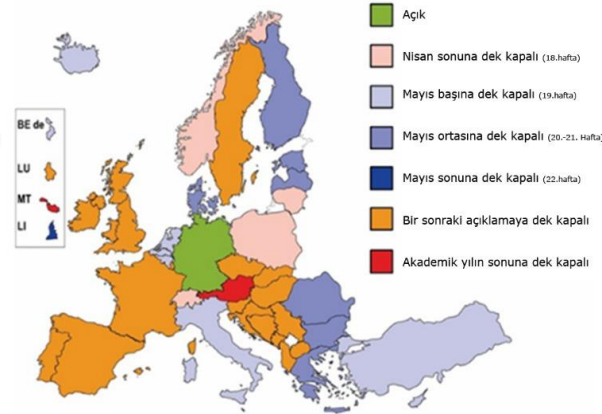 Açık
Nisan sonuna dek kapalı (18.hafta)
Mayıs başına dek kapalı (19.hafta)
Mayıs ortasına dek kapalı (20.-21. Hafta)
Mayıs sonuna dek kapalı (22.hafta)
Bir sonraki açıklamaya dek kapalı
Akademik yılın sonuna dek kapalı
BE de
LU
MT
LI